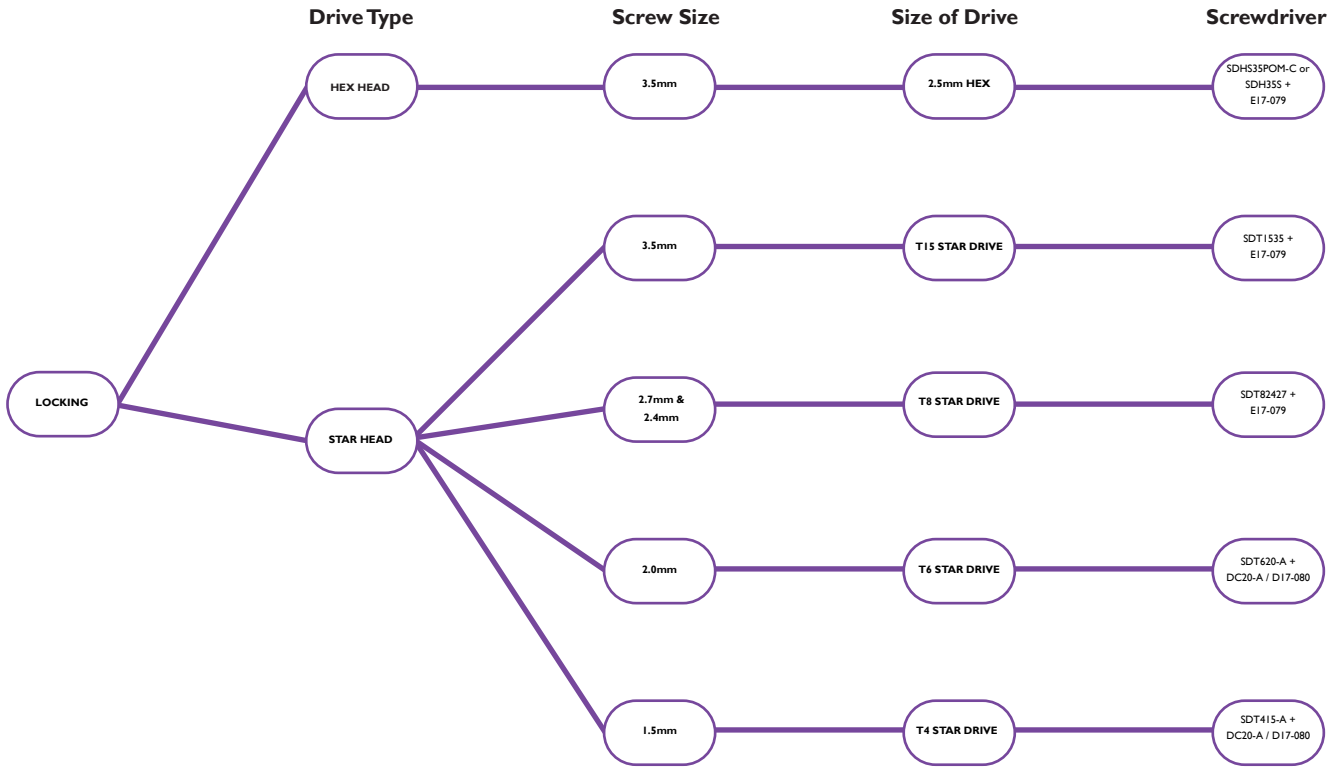 Drive Type
Screw Size
Size of Drive
Screwdriver
HEX HEAD
3.5mm
2.5mm HEX
SDHS35POM-C or
SDH35S +
E17-079
3.5mm
T15 STAR DRIVE
SDT1535 +
E17-079
LOCKING
STAR HEAD
2.7mm &
2.4mm
T8 STAR DRIVE
SDT82427 +
E17-079
2.0mm
T6 STAR DRIVE
SDT620-A +
DC20-A / D17-080
1.5mm
T4 STAR DRIVE
SDT415-A +
DC20-A / D17-080